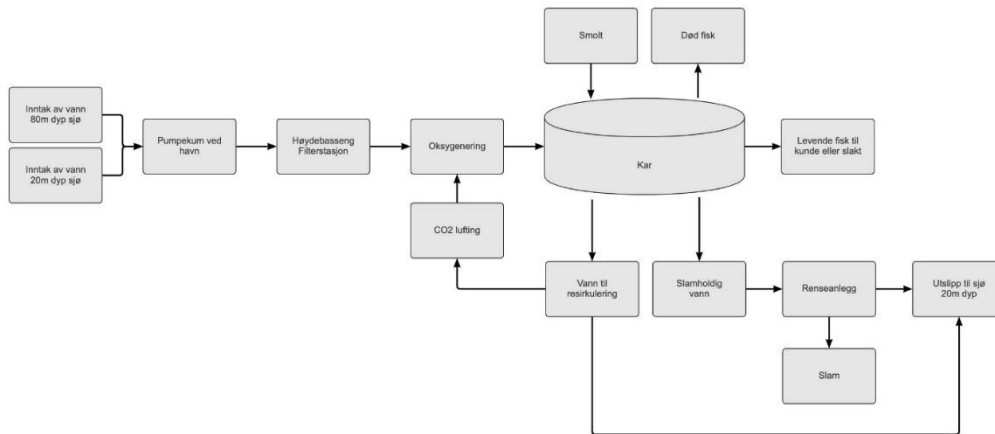 Smolt
Død fisk
Inntak av vann
80m dyp sjø
Inntak av vann
20m dyp sjø
Pumpekum ved
havn
Høydebasseng
Filterstasjon
Oksygenering
Kar
Levende fisk til
kunde eller slakt
CO2 lufting
Vann til
resirkulering
Slamholdig
vann
Renseanlegg
Utslipp til sjø
20m dyp
Slam